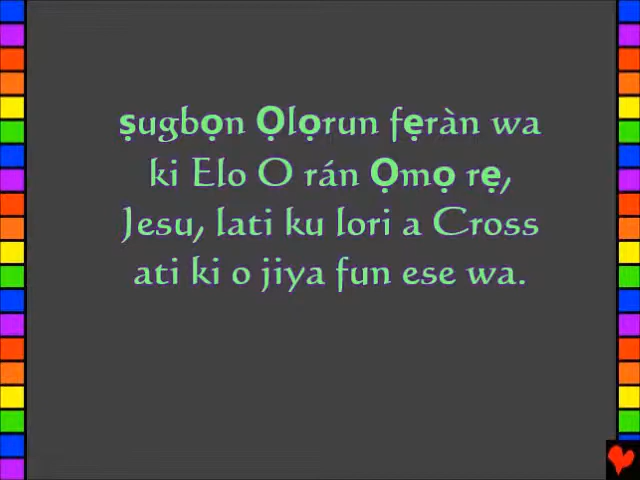 ṣugbọn Ọlọrun fẹràn wa
ki Elo O rán Ọmọ rẹ,
Jesu, lati ku lori a Cross
ati ki o jiya fun ese wa.